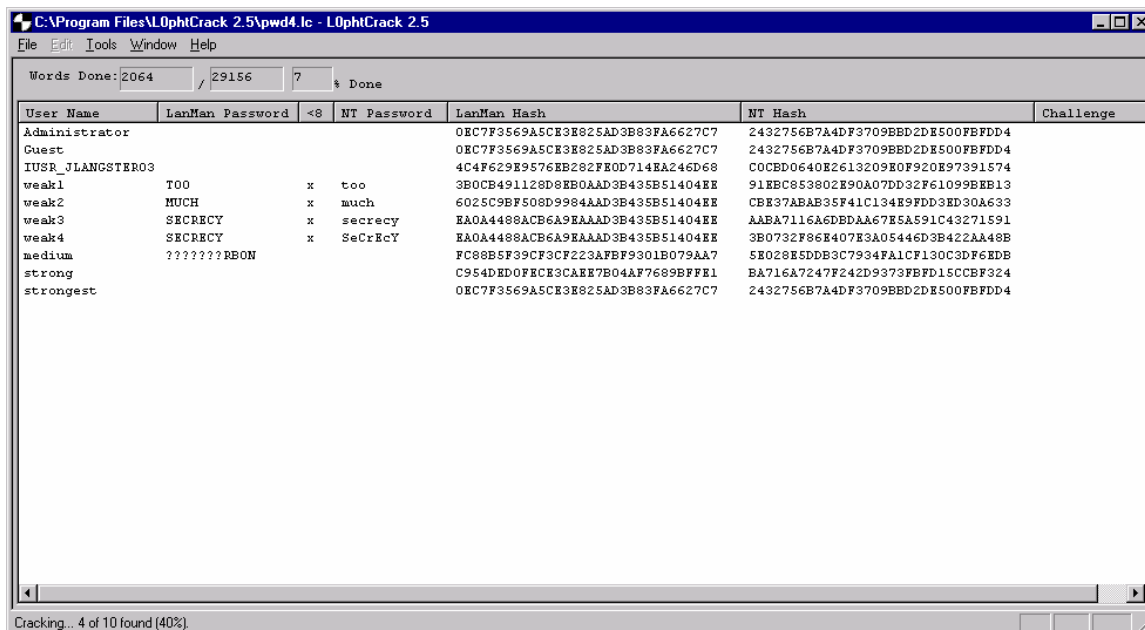 C:\Program Files\L0phtCrack 2.5\pwd4.lc - L0phtCrack 2.5
File Edit Tools Window Help
Words Done: 2064 / 29156 7 % Done
User Name LanMan Password <8 NT Password LanMan Hash NT Hash Challenge
Administrator 0EC7F3569A5CE3E825AD3B83FA6627C7 2432756B7A4DF3709BBD2DE500FBFDD4
Guest 0EC7F3569A5CE3E825AD3B83FA6627C7 2432756B7A4DF3709BBD2DE500FBFDD4
IUSR_JLANGSTER03 4C4F629E9576EB282FE0D714EA246D68 C0CBD0640E2613209E0F920E97391574
weak1 TOO x too 3B0CB491128D8EB0AAD3B435B51404EE 91EBC853802E90A07DD32F61099BEB13
weak2 MUCH x much 6025C9BF508D9984AAD3B435B51404EE CBE37ABAB35F41C134E9FDD3ED30A633
weak3 SECRECY x secrecy EA0A4488ACB6A9EAAAD3B435B51404EE AABA7116A6DBDAA67E5A591C43271591
weak4 SECRECY x SeCrEcY EA0A4488ACB6A9EAAAD3B435B51404EE 3B0732F86E407E3A05446D3B422AA48B
medium ???????RBON FC88B5F39CF3CF223AFBF9301B079AA7 5E028E5DDB3C7934FA1CF130C3DF6EDB
strong C954DED0FECE3CAEE7B04AF7689BFFE1 BA716A7247F242D9373FBFD15CCBF324
strongest 0EC7F3569A5CE3E825AD3B83FA6627C7 2432756B7A4DF3709BBD2DE500FBFDD4
Cracking... 4 of 10 found (40%).